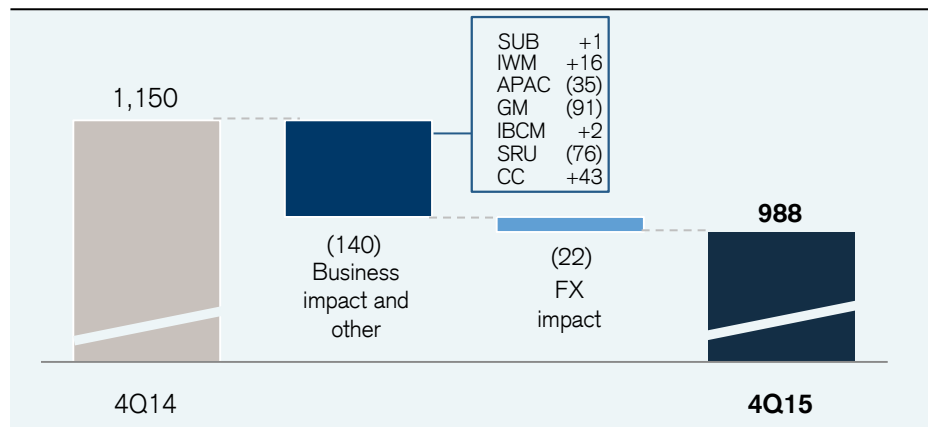 SUB +1
IWM +16
APAC (35)
GM (91)
IBCM +2
SRU (76)
CC +43
1,150
(140)
Business
impact and
other
(22)
FX
impact
988
4Q14
4Q15